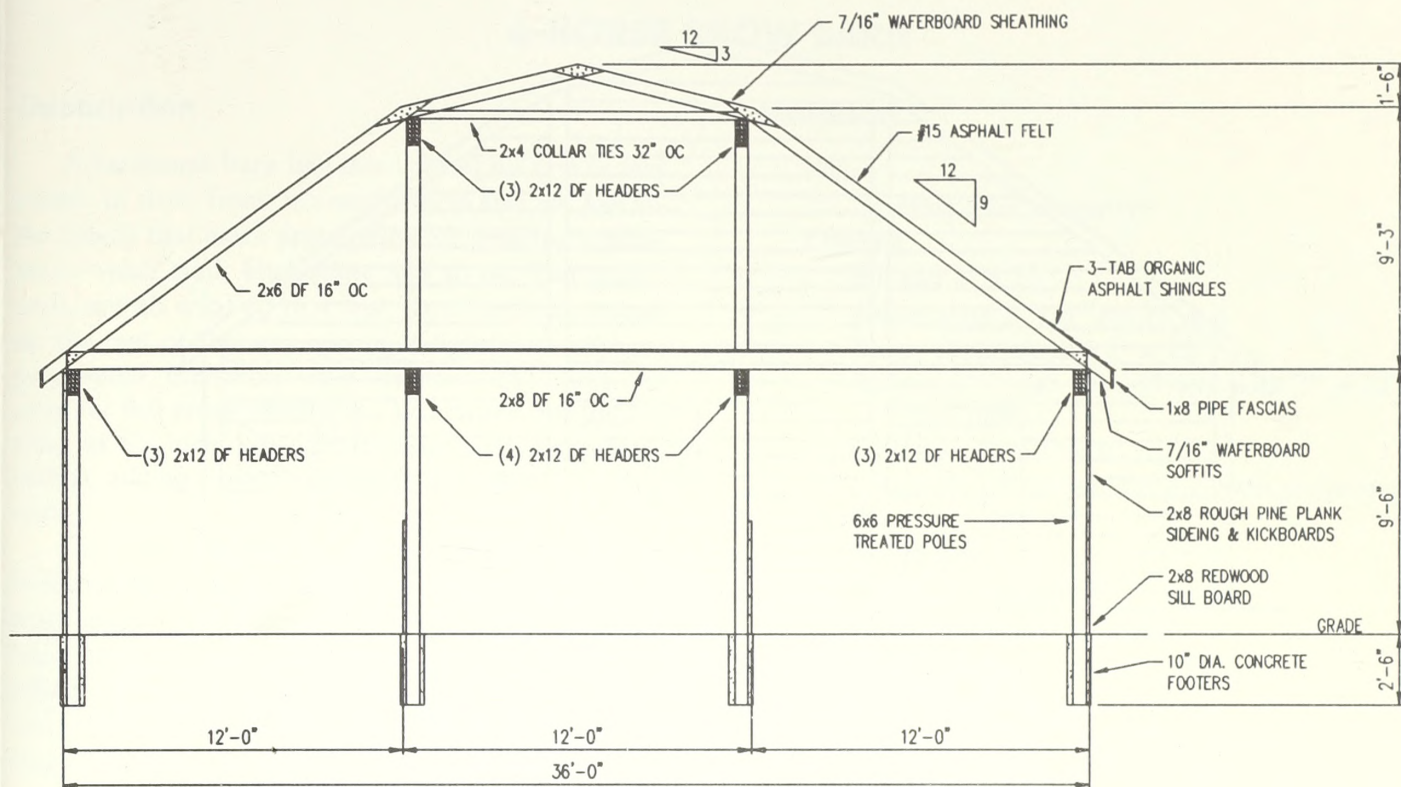 7/16" WAFERBOARD SHEATHING
12
3
1'-6"
#15 ASPHALT FELT
2x4 COLLAR TIES 32" OC
12
9
(3) 2x12 DF HEADERS
9'-3"
3-TAB ORGANIC
ASPHALT SHINGLES
2x6 DF 16" OC
2x8 DF 16" OC
1x8 PIPE FASCIAS
(3) 2x12 DF HEADERS
(4) 2x12 DF HEADERS
(3) 2x12 DF HEADERS
7/16" WAFERBOARD
SOFFITS
9'-6"
6x6 PRESSURE
TREATED POLES
2x8 ROUGH PINE PLANK
SIDEING & KICKBOARDS
2x8 REDWOOD
SILL BOARD
GRADE
10" DIA. CONCRETE
FOOTERS
2'-6"
12'-0"
12'-0"
12'-0"
36'-0"